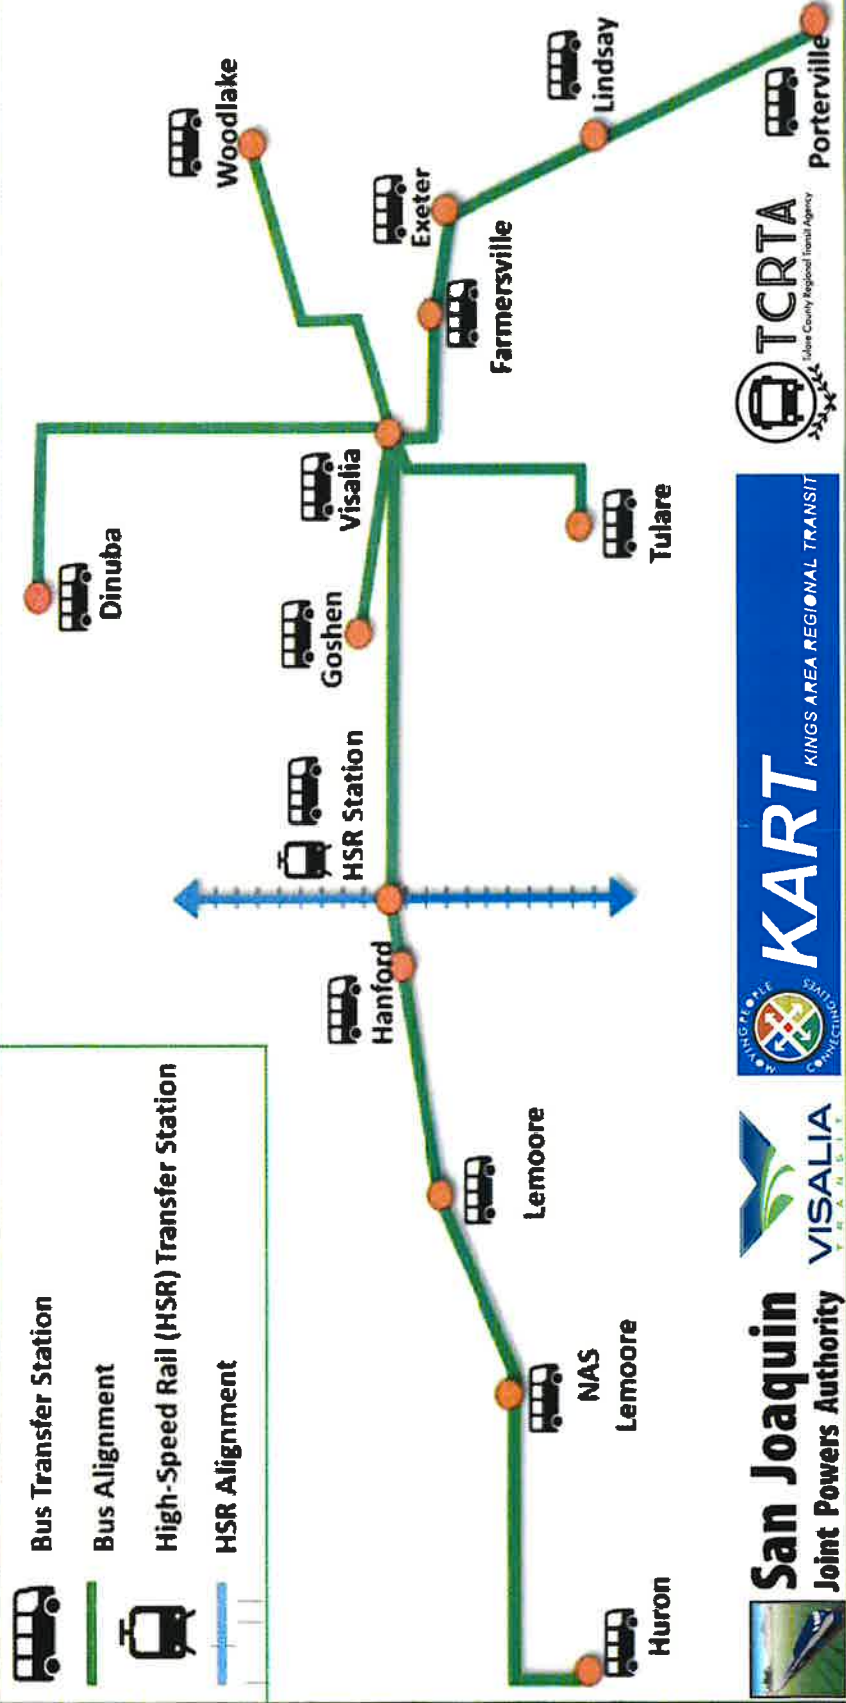 Bus Transfer Station
Bus Alignment
High-Speed Rail (HSR) Transfer Station
HSR Alignment
Dinuba
Woodlake
Visalia
Goshen
HSR Station
Hanford
Lemoore
NAS
Lemoore
Huron
Tulare
Farmersville
Exeter
Lindsay
Porterville
San Joaquin
Joint Powers Authority
VISALIA
TRANSIT
MOVING PEOPLE
CONNECTING LIVES
KART
KINGS AREA REGIONAL TRANSIT
TCRTA
Tulare County Regional Transit Agency